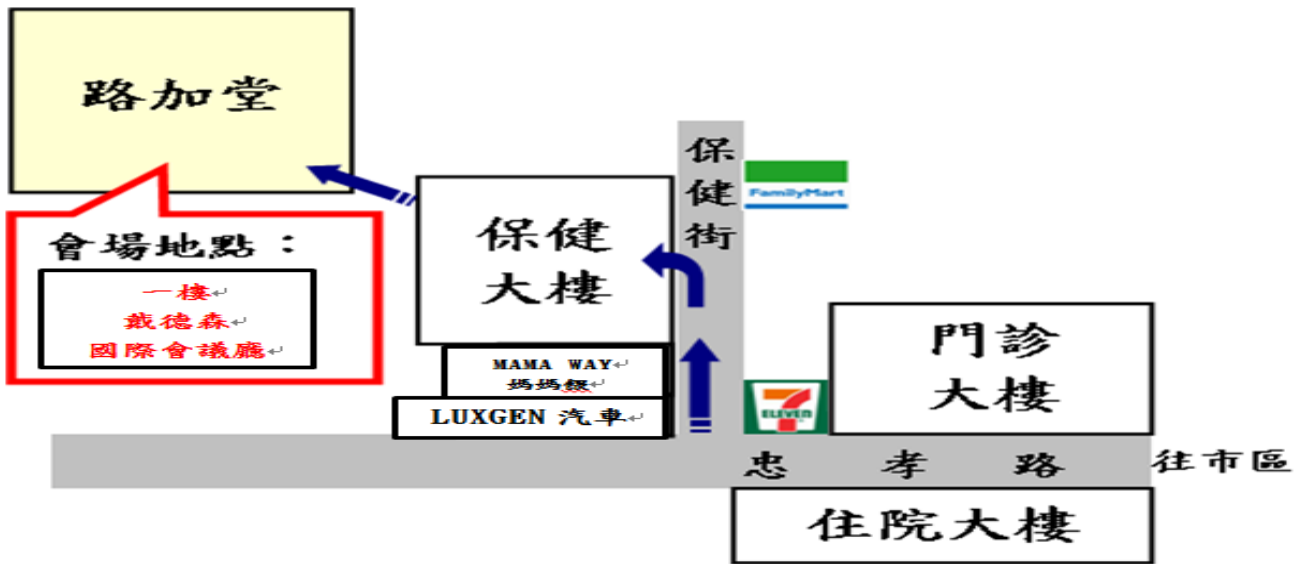 路加堂
會場地點：
一樓
戴德森
國際會議廳
保健
大樓
MAMA WAY
媽媽餵
LUXGEN 汽車
保健街
FamilyMart
7
ELEVEN
門診
大樓
忠孝路
往市區
住院大樓